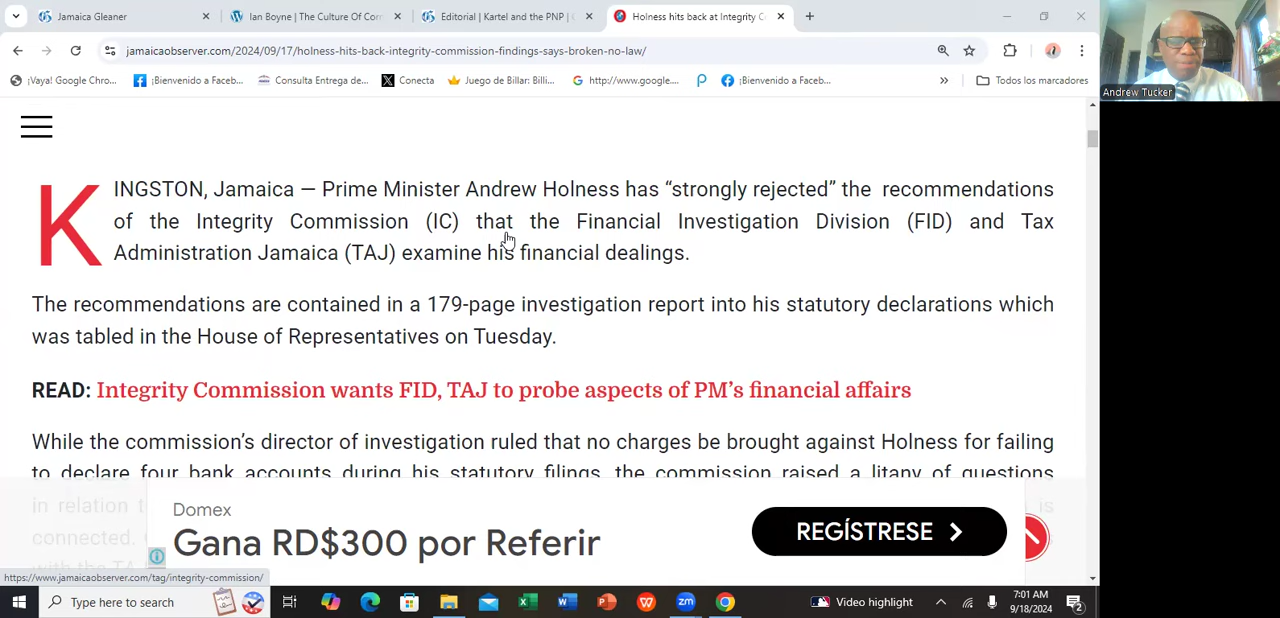 Jamaica Gleaner
Ian Boyne | The Culture Of Con
Editorial | Kartel and the PNP |
Holness hits back at Integrity C
jamaicaobserver.com/2024/09/17/holness-hits-back-integrity-commission-findings-says-broken-no-law/
¡Vaya! Google Chro...
¡Bienvenido a Faceb...
Consulta Entrega de...
Conecta
Juego de Billar: Billi...
http://www.google....
¡Bienvenido a Faceb...
»
Todos los marcadores
Andrew Tucker
KINGSTON, Jamaica — Prime Minister Andrew Holness has “strongly rejected” the recommendations
of the Integrity Commission (IC) that the Financial Investigation Division (FID) and Tax
Administration Jamaica (TAJ) examine his financial dealings.
The recommendations are contained in a 179-page investigation report into his statutory declarations which
was tabled in the House of Representatives on Tuesday.
READ: Integrity Commission wants FID, TAJ to probe aspects of PM’s financial affairs
While the commission’s director of investigation ruled that no charges be brought against Holness for failing
to declare four bank accounts during his statutory filings, the commission raised a litany of questions
in relation is
connected,
with the TA
Domex
Gana RD$300 por Referir
REGÍSTRESE
https://www.jamaicaobserver.com/tag/integrity-commission/
Type here to search
Video highlight
7:01 AM
9/18/2024
2